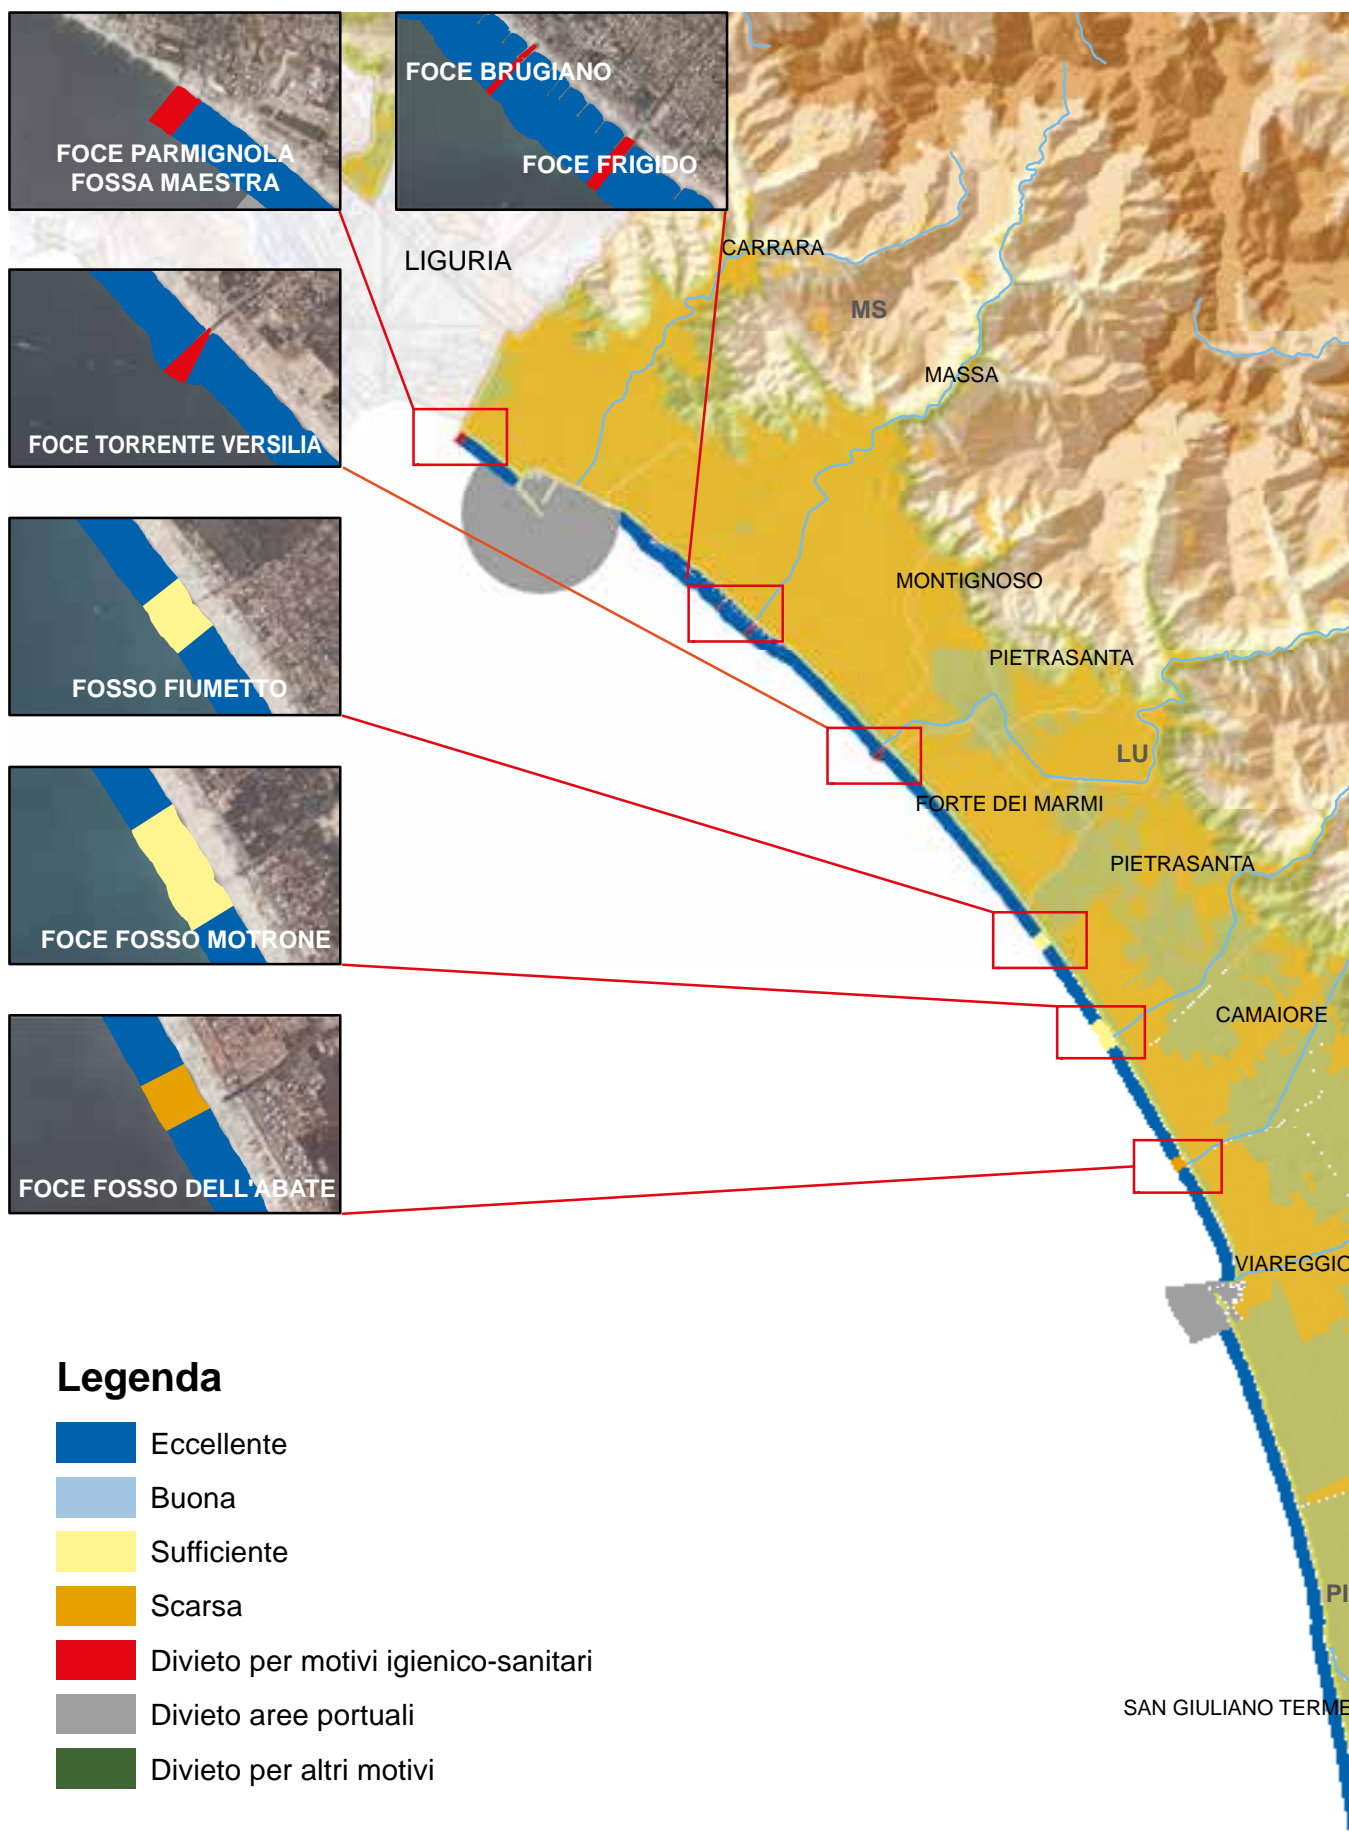 FOCE PARMIGNOLA
FOSSA MAESTRA
FOCE BRUGIANO
FOCE FRIGIDO
LIGURIA
CARRARA
MS
MASSA
FOCE TORRENTE VERSILIA
MONTIGNOSO
PIETRASANTA
FOSSO FIUMETTO
LU
FORTE DEI MARMI
PIETRASANTA
FOCE FOSSO MOTRONE
CAMAIORE
FOCE FOSSO DELL'ABATE
VIAREGGIO
Legenda
Eccellente
Buona
Sufficiente
Scarsa
Divieto per motivi igienico-sanitari
Divieto aree portuali
Divieto per altri motivi
PI
SAN GIULIANO TERME